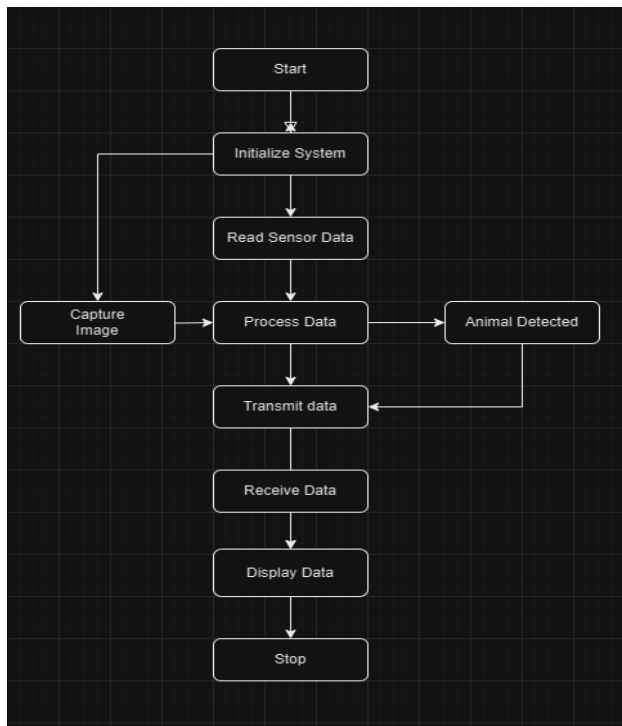 Start
Initialize System
Read Sensor Data
Capture
Image
Process Data
Animal Detected
Transmit data
Receive Data
Display Data
Stop